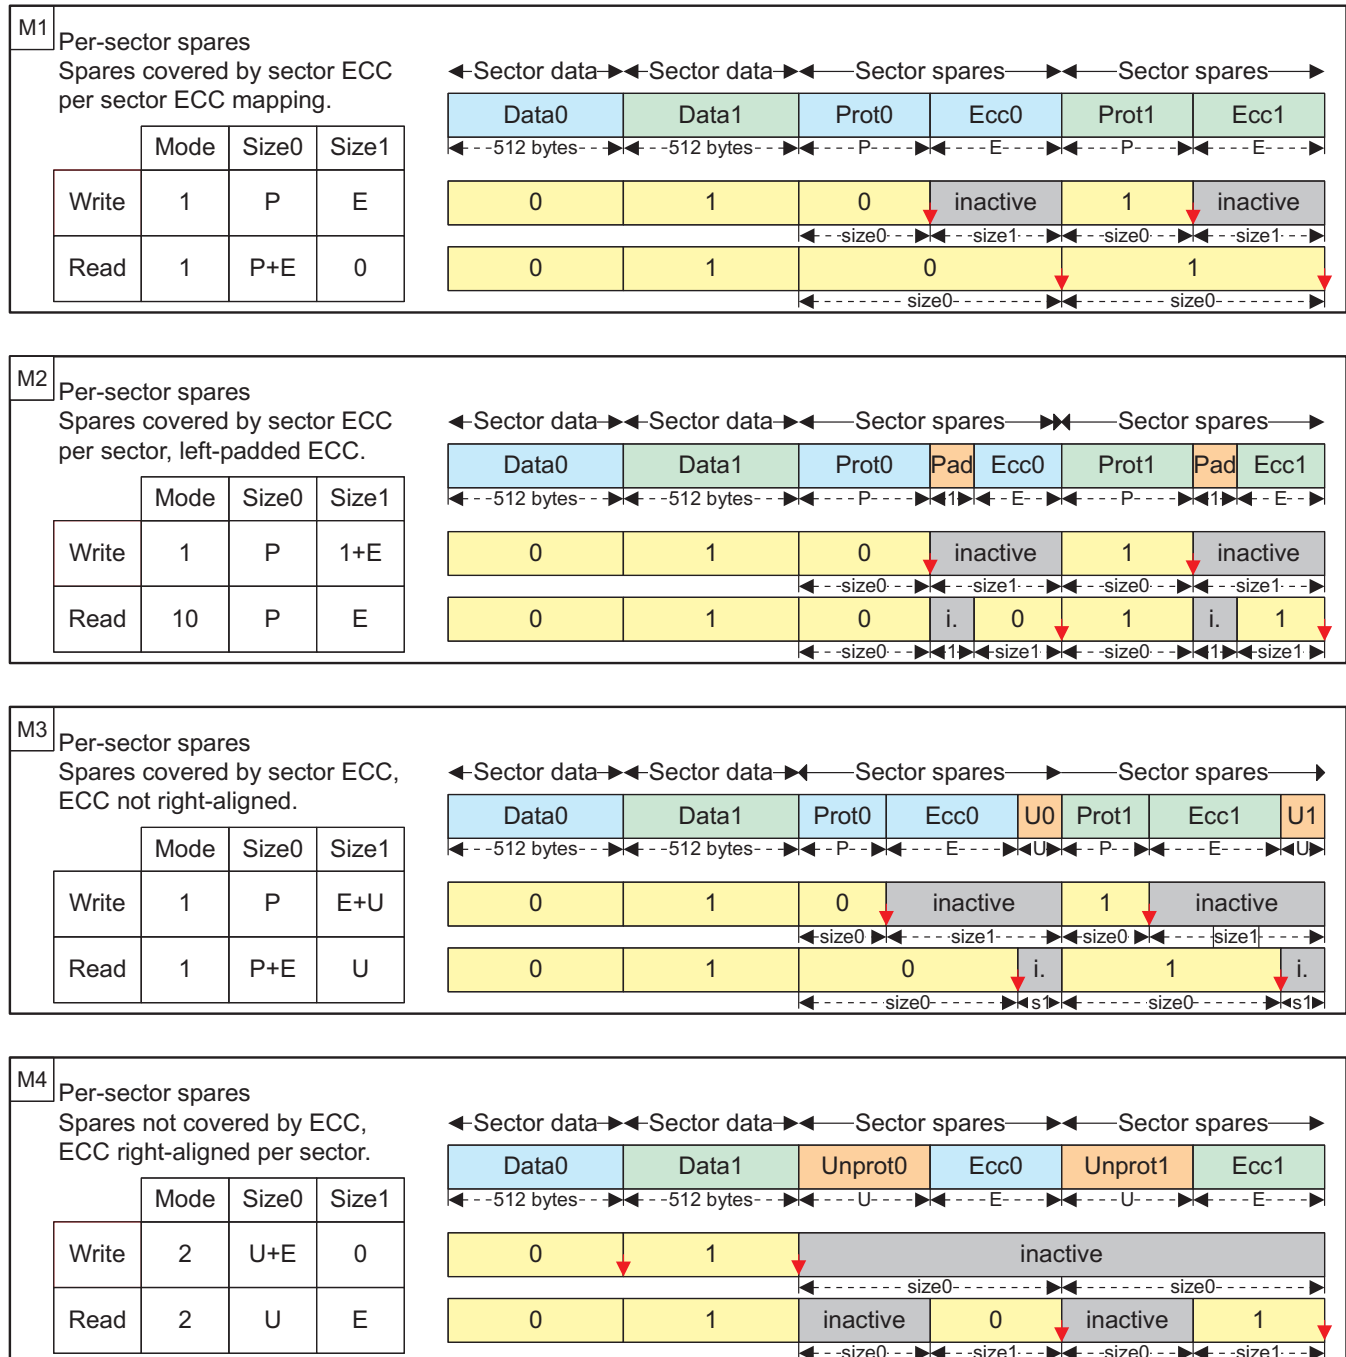 M1
Per-sector spares
Spares covered by sector ECC
per sector ECC mapping.
Mode Size0 Size1
Write 1 P E
Read 1 P+E 0
Sector data Sector data Sector spares Sector spares
Data0 Data1 Prot0 Ecc0 Prot1 Ecc1
512 bytes 512 bytes P E P E
0 1 0 inactive 1 inactive
size0 size1 size0 size1
0 1 0 1
size0 size0
M2
Per-sector spares
Spares covered by sector ECC
per sector, left-padded ECC.
Mode Size0 Size1
Write 1 P 1+E
Read 10 P E
Sector data Sector data Sector spares Sector spares
Data0 Data1 Prot0 Pad Ecc0 Prot1 Pad Ecc1
512 bytes 512 bytes P 1 E P 1 E
0 1 0 inactive 1 inactive
size0 size1 size0 size1
0 1 0 i. 0 1 i. 1
size0 1 size1 size0 1 size1
M3
Per-sector spares
Spares covered by sector ECC,
ECC not right-aligned.
Mode Size0 Size1
Write 1 P E+U
Read 1 P+E U
Sector data Sector data Sector spares Sector spares
Data0 Data1 Prot0 Ecc0 U0 Prot1 Ecc1 U1
512 bytes 512 bytes P E U P E U
0 1 0 inactive 1 inactive
size0 size1 size0 size1
0 1 0 i. 1 i.
size0 s1 size0 s1
M4
Per-sector spares
Spares not covered by ECC,
ECC right-aligned per sector.
Mode Size0 Size1
Write 2 U+E 0
Read 2 U E
Sector data Sector data Sector spares Sector spares
Data0 Data1 Unprot0 Ecc0 Unprot1 Ecc1
512 bytes 512 bytes U E U E
0 1 inactive
size0 size0
0 1 inactive 0 inactive 1
size0 size1 size0 size1